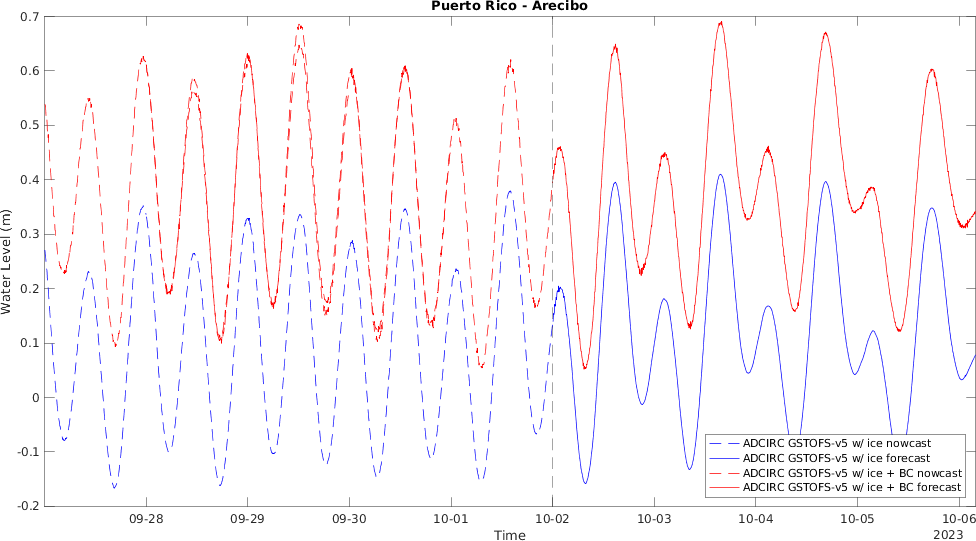 Puerto Rico - Arecibo
0.7
0.6
0.5
0.4
0.3
0.2
0.1
0
-0.1
-0.2
Water Level (m)
ADCIRC GSTOFS-v5 w/ ice nowcast
ADCIRC GSTOFS-v5 w/ ice forecast
ADCIRC GSTOFS-v5 w/ ice + BC nowcast
ADCIRC GSTOFS-v5 w/ ice + BC forecast
09-28 09-29 09-30 10-01 10-02 10-03 10-04 10-05 10-06
Time 2023